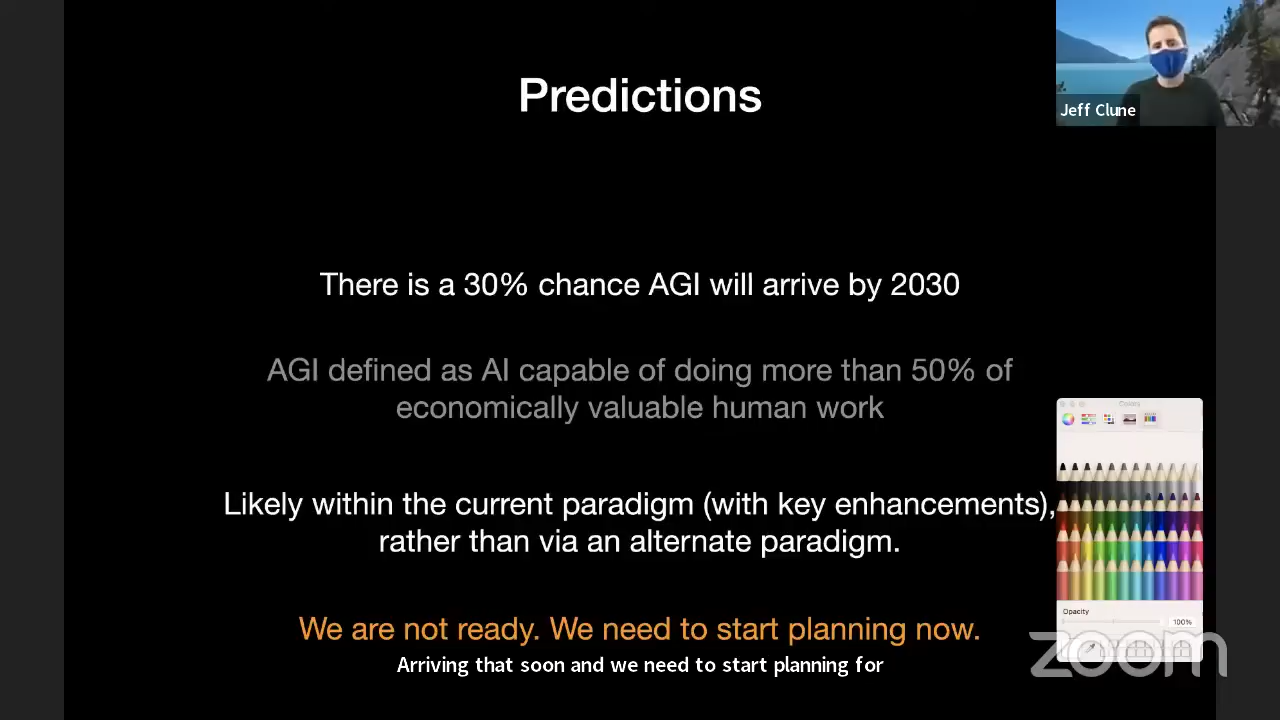 Predictions
Jeff Clune
There is a 30% chance AGI will arrive by 2030
AGI defined as AI capable of doing more than 50% of
economically valuable human work
Likely within the current paradigm (with key enhancements),
rather than via an alternate paradigm.
We are not ready. We need to start planning now.
Arriving that soon and we need to start planning for
Colors
Opacity
100%
zoom